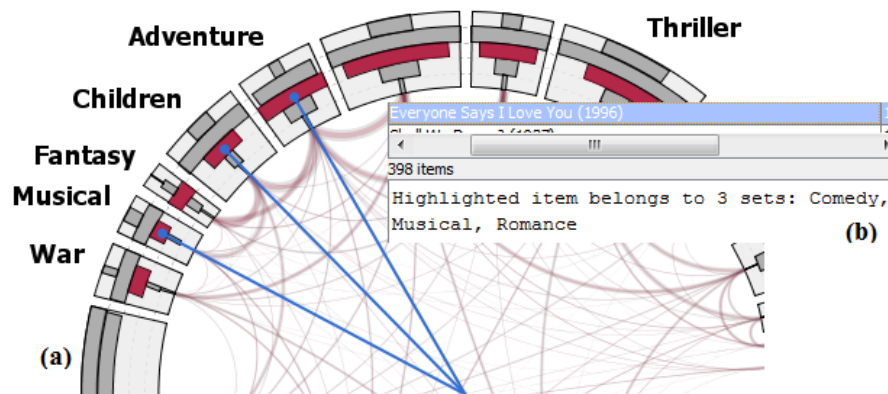 Thriller
Adventure
Children
Fantasy
Musical
War
Everyone Says I Love You (1996)
398 items
Highlighted item belongs to 3 sets: Comedy,
Musical, Romance
(b)
(a)